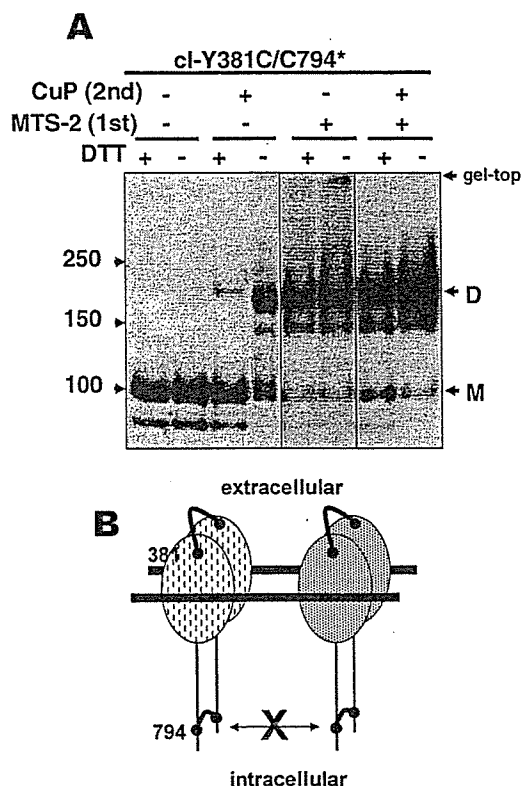 A
cl-Y381C/C794*
CuP (2nd) - + - +
MTS-2 (1st) - - + +
DTT + - + - + - + -
gel-top
250
D
150
100
M
extracellular
B
381
794
X
intracellular